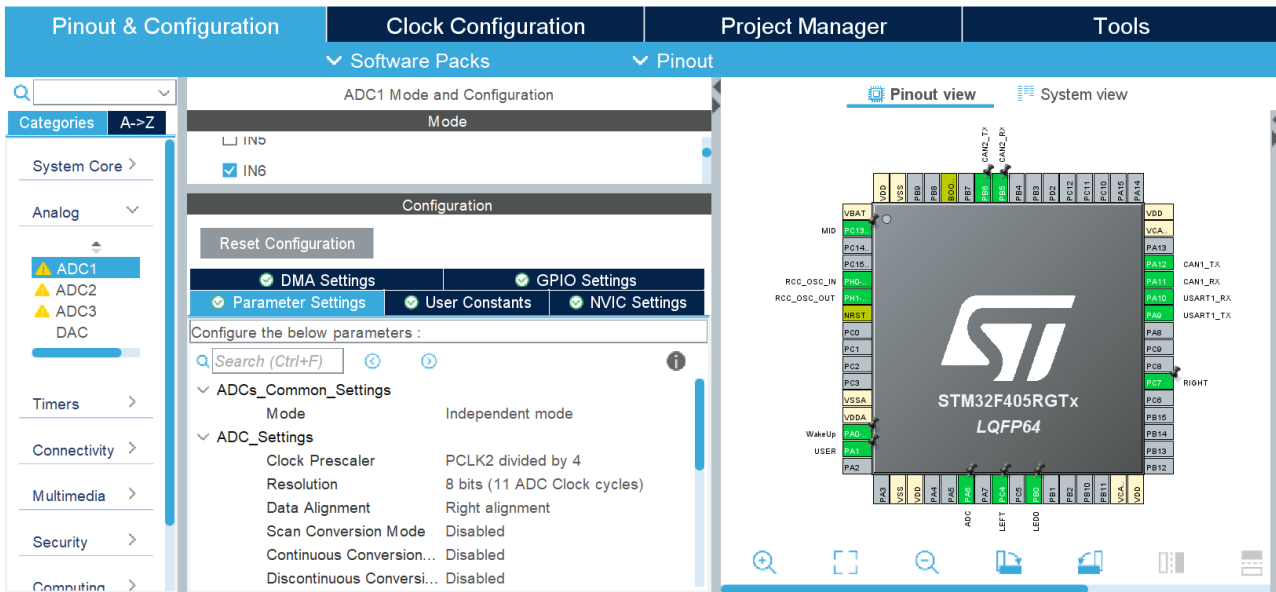 Pinout & Configuration
Clock Configuration
Project Manager
Tools
Software Packs
Pinout
Categories
A->Z
System Core
Analog
ADC1
ADC2
ADC3
DAC
Timers
Connectivity
Multimedia
Security
Computing
ADC1 Mode and Configuration
Mode
IN5
IN6
Configuration
Reset Configuration
DMA Settings
GPIO Settings
Parameter Settings
User Constants
NVIC Settings
Configure the below parameters :
Search (Ctrl+F)
ADCs_Common_Settings
Mode Independent mode
ADC_Settings
Clock Prescaler PCLK2 divided by 4
Resolution 8 bits (11 ADC Clock cycles)
Data Alignment Right alignment
Scan Conversion Mode Disabled
Continuous Conversion... Disabled
Discontinuous Conversi... Disabled
Pinout view
System view
CAN2_TX
CAN2_RX
VDD
VSS
PB9
PB8
BOO..
PB7
PB6
PB5
PB4
PB3
PD2
PC12
PC11
PC10
PA15
PA14
VBAT
MID PC13..
PC14..
PC15..
RCC_OSC_IN PH0-..
RCC_OSC_OUT PH1-..
NRST
PC0
PC1
PC2
PC3
VSSA
VDDA
WakeUp PA0-..
USER PA1
PA2
STM32F405RGTx
LQFP64
VDD
VCA..
PA13
PA12 CAN1_TX
PA11 CAN1_RX
PA10 USART1_RX
PA9 USART1_TX
PA8
PC9
PC8
PC7 RIGHT
PC6
PB15
PB14
PB13
PB12
PA3
VSS
VDD
PA4
PA5
PA6
PA7
PC4
PC5
PB0
PB1
PB2
PB10
PB11
VCA..
VDD
ADC
LEFT
LED0